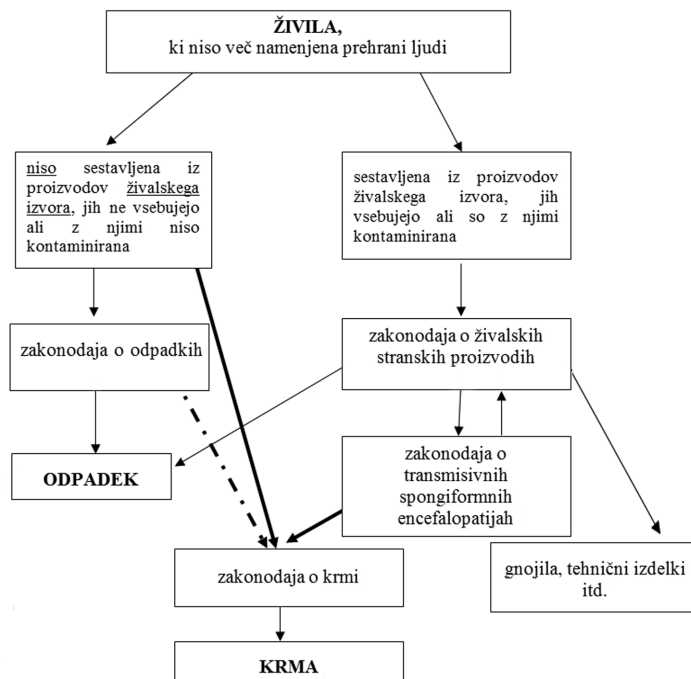 ŽIVILA,
ki niso več namenjena prehrani ljudi
niso sestavljena iz
proizvodov živalskega
izvora, jih ne vsebujejo
ali z njimi niso
kontaminirana
sestavljena iz proizvodov
živalskega izvora, jih
vsebujejo ali so z njimi
kontaminirana
zakonodaja o odpadkih
zakonodaja o živalskih
stranskih proizvodih
ODPADEK
zakonodaja o
transmisivnih
spongiformnih
encefalopatijah
zakonodaja o krmi
gnojila, tehnični izdelki
itd.
KRMA